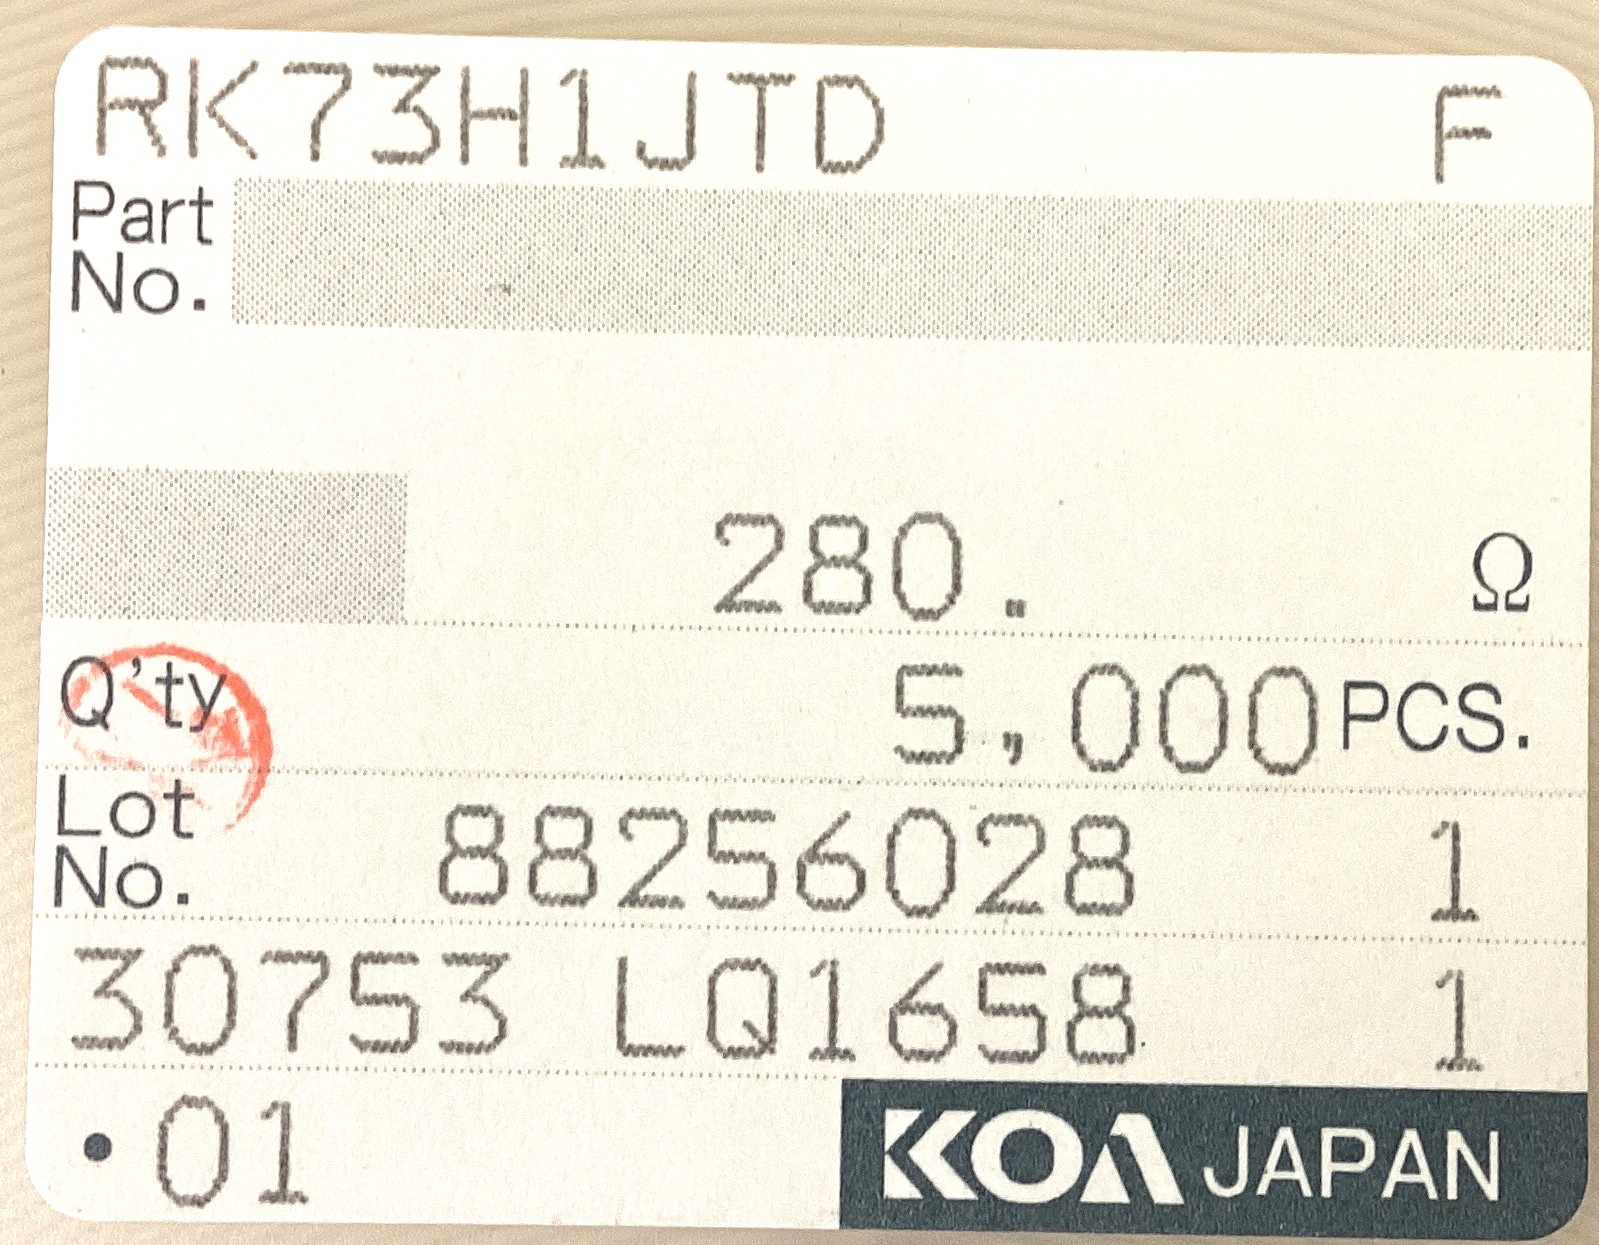 RK73H1JTD F
Part
No.
280. Ω
Q'ty 5,000 PCS.
Lot
No. 88256028 1
30753 LQ1658 1
• 01
KOA JAPAN